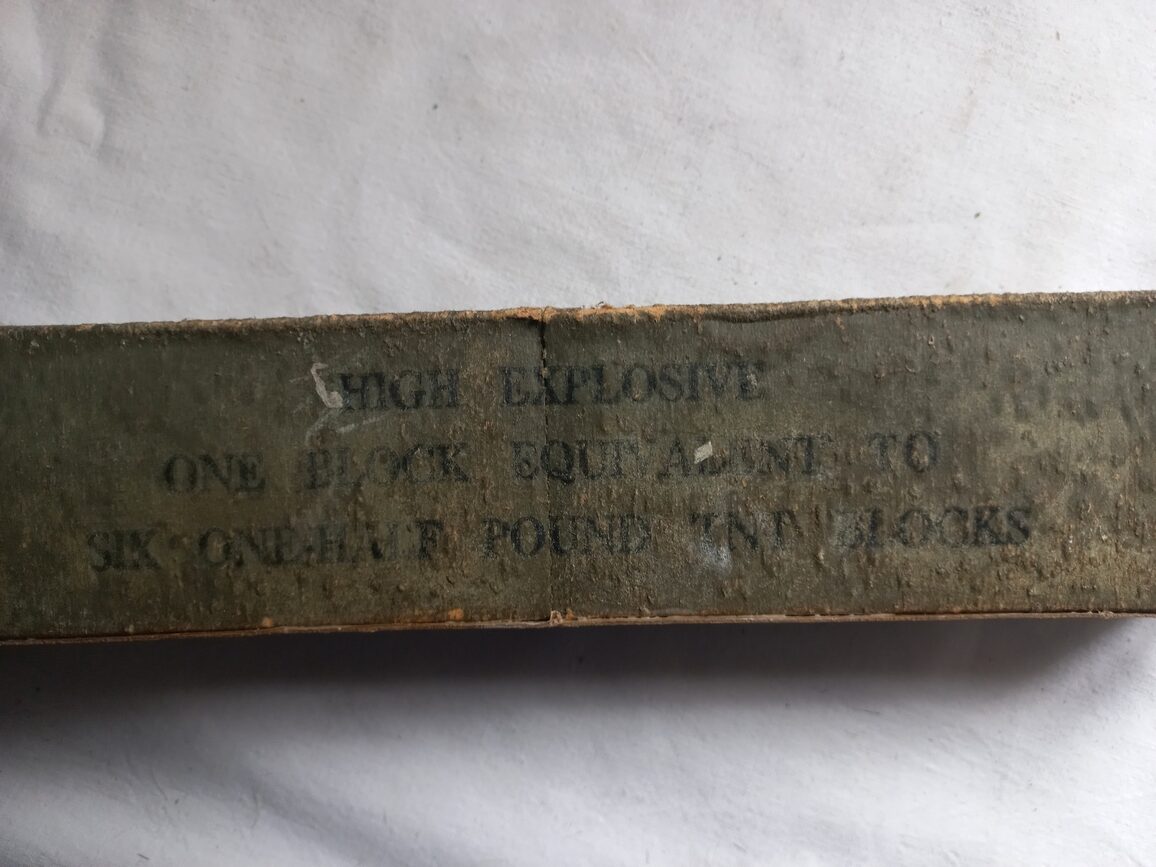 HIGH EXPLOSIVE
ONE BLOCK EQUIVALENT TO
SIX ONE-HALF POUND TNT BLOCKS